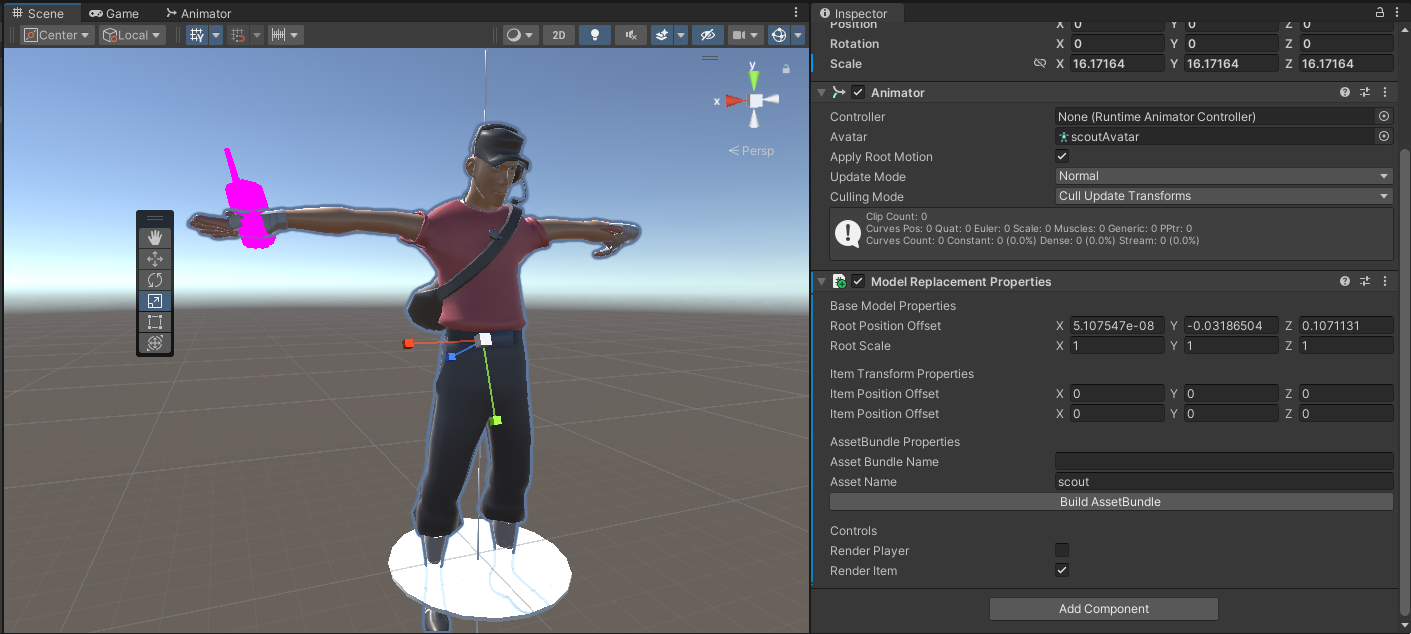 Scene Game Animator
Center Local 2D
y
x
Persp
Inspector
Position X 0 Y 0 Z 0
Rotation X 0 Y 0 Z 0
Scale X 16.17164 Y 16.17164 Z 16.17164
Animator
Controller None (Runtime Animator Controller)
Avatar scoutAvatar
Apply Root Motion
Update Mode Normal
Culling Mode Cull Update Transforms
Clip Count: 0
Curves Pos: 0 Quat: 0 Euler: 0 Scale: 0 Muscles: 0 Generic: 0 PPtr: 0
Curves Count: 0 Constant: 0 (0.0%) Dense: 0 (0.0%) Stream: 0 (0.0%)
Model Replacement Properties
Base Model Properties
Root Position Offset X 5.107547e-08 Y -0.03186504 Z 0.1071131
Root Scale X 1 Y 1 Z 1
Item Transform Properties
Item Position Offset X 0 Y 0 Z 0
Item Position Offset X 0 Y 0 Z 0
AssetBundle Properties
Asset Bundle Name
Asset Name scout
Build AssetBundle
Controls
Render Player
Render Item
Add Component